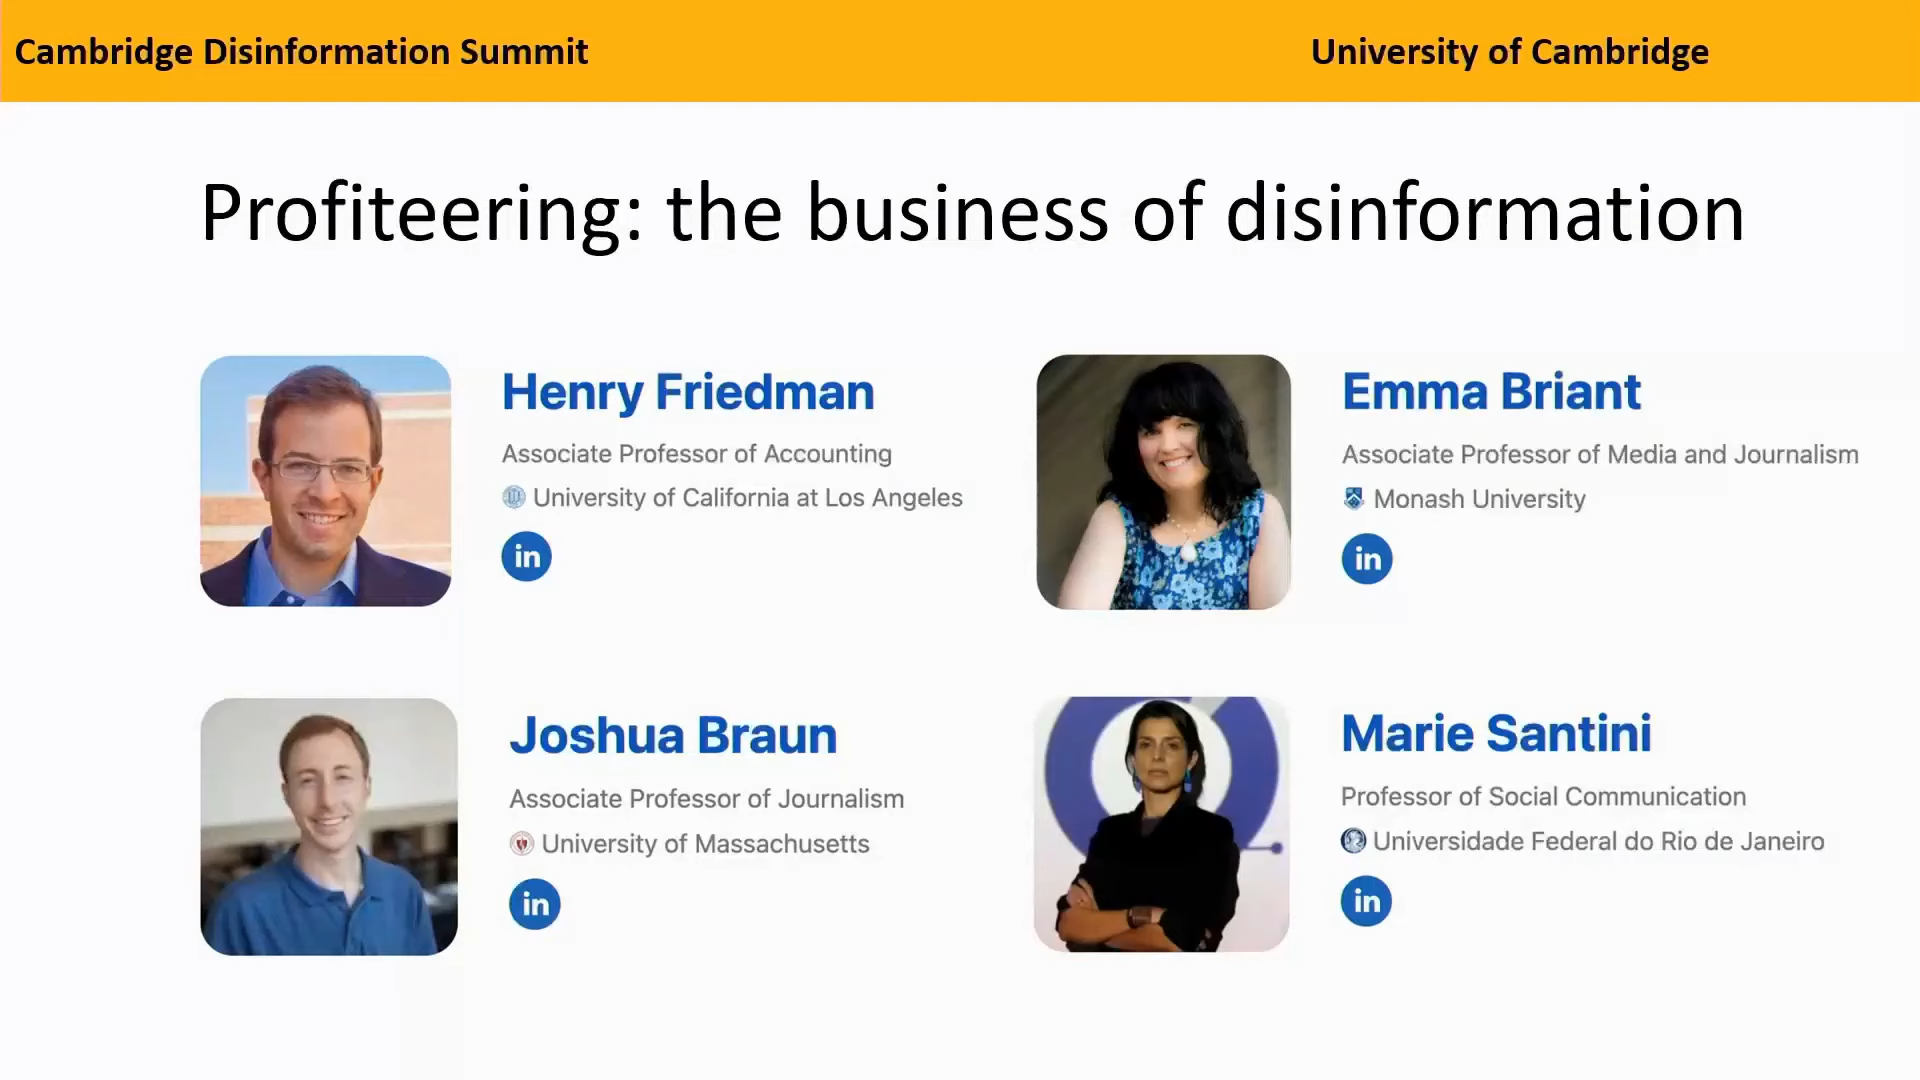 Cambridge Disinformation Summit
University of Cambridge
Profiteering: the business of disinformation
Henry Friedman
Associate Professor of Accounting
University of California at Los Angeles
in
Emma Briant
Associate Professor of Media and Journalism
Monash University
in
Joshua Braun
Associate Professor of Journalism
University of Massachusetts
in
Marie Santini
Professor of Social Communication
Universidade Federal do Rio de Janeiro
in